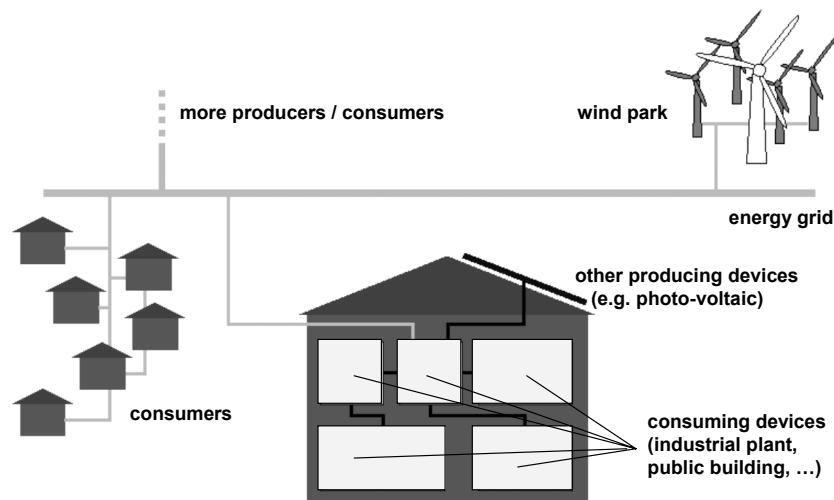 more producers / consumers
wind park
energy grid
other producing devices
(e.g. photo-voltaic)
consumers
consuming devices
(industrial plant,
public building, …)